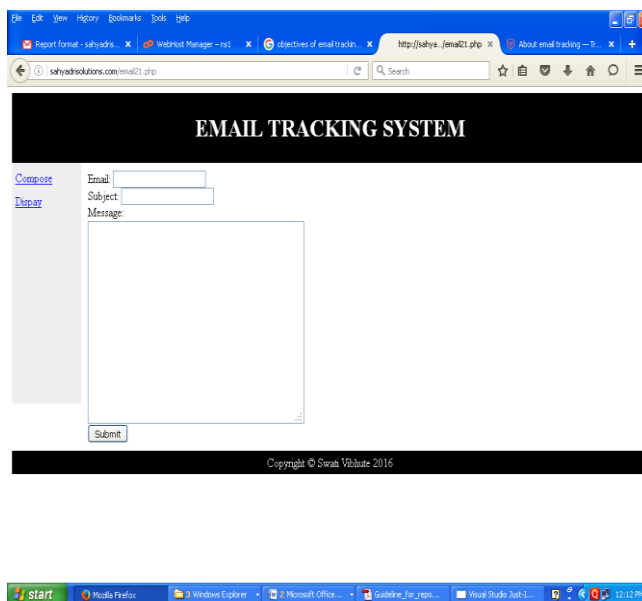 File Edit View History Bookmarks Tools Help
Report format - sahyadris... x WebHost Manager – ns1 x objectives of email trackin... x http://sahya.../email21.php x About email tracking — Tr... x +
sahyadrisolutions.com/email21.php Search
EMAIL TRACKING SYSTEM
Compose
Dispay
Email:
Subject:
Message:
Submit
Copyright © Swati Vibhute 2016
start Mozilla Firefox 3 Windows Explorer 2 Microsoft Office... Guideline_for_repo... Visual Studio Just-I... 12:12 PM